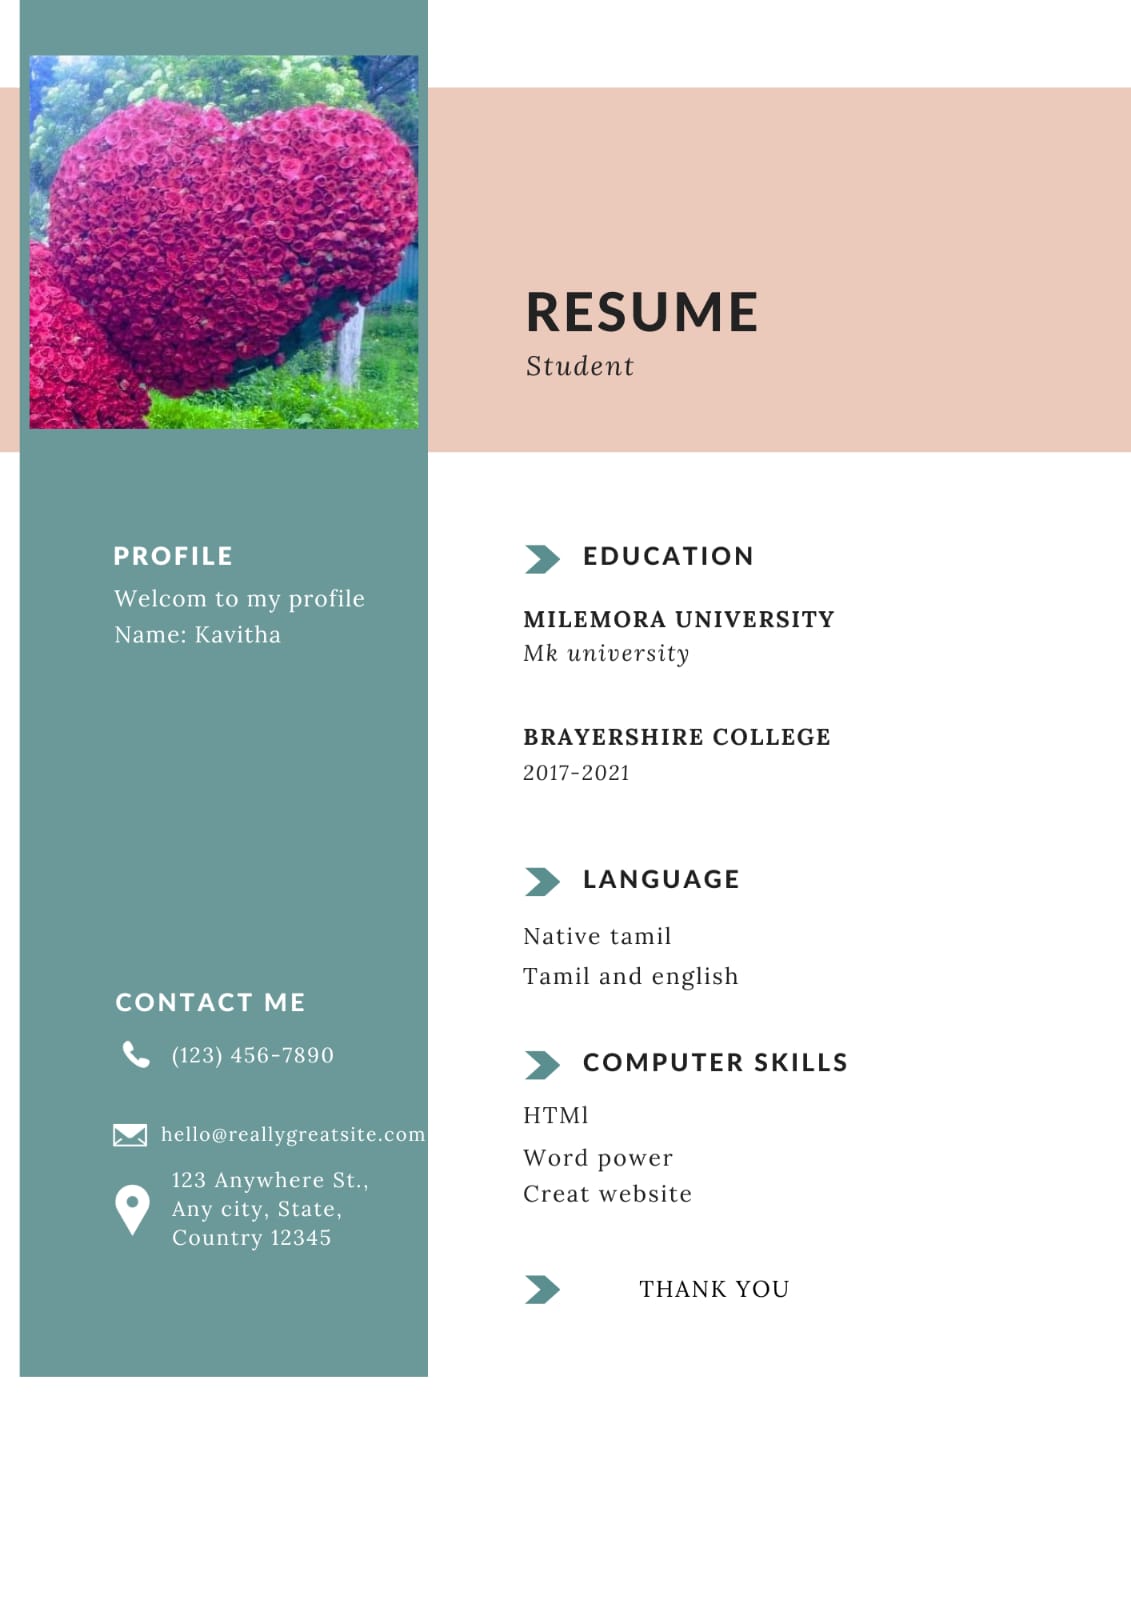 RESUME
Student
PROFILE
Welcom to my profile
Name: Kavitha
CONTACT ME
(123) 456-7890
hello@reallygreatsite.com
123 Anywhere St.,
Any city, State,
Country 12345
EDUCATION
MILEMORA UNIVERSITY
Mk university
BRAYERSHIRE COLLEGE
2017-2021
LANGUAGE
Native tamil
Tamil and english
COMPUTER SKILLS
HTMl
Word power
Creat website
THANK YOU